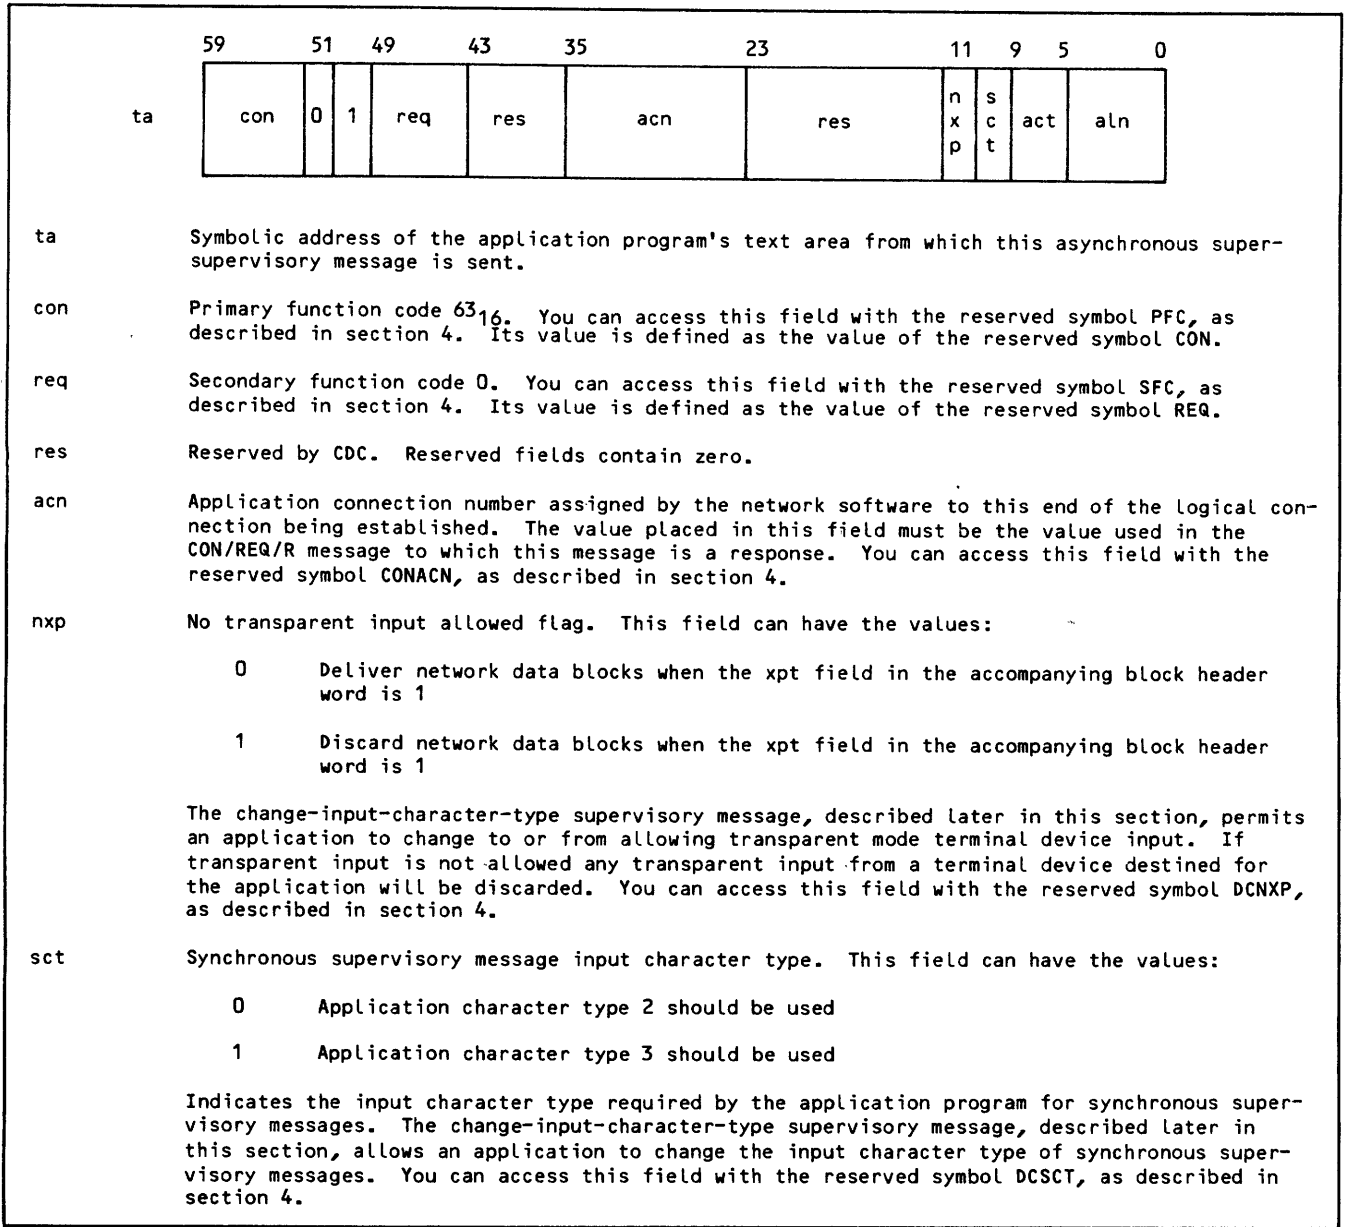 59 51 49 43 35 23 11 9 5 0
ta con 0 1 req res acn res nxp sct act aln
ta Symbolic address of the application program's text area from which this asynchronous super-
supervisory message is sent.
con Primary function code 63₁₆. You can access this field with the reserved symbol PFC, as
described in section 4. Its value is defined as the value of the reserved symbol CON.
req Secondary function code 0. You can access this field with the reserved symbol SFC, as
described in section 4. Its value is defined as the value of the reserved symbol REQ.
res Reserved by CDC. Reserved fields contain zero.
acn Application connection number assigned by the network software to this end of the logical con-
nection being established. The value placed in this field must be the value used in the
CON/REQ/R message to which this message is a response. You can access this field with the
reserved symbol CONACN, as described in section 4.
nxp No transparent input allowed flag. This field can have the values:
0 Deliver network data blocks when the xpt field in the accompanying block header
word is 1
1 Discard network data blocks when the xpt field in the accompanying block header
word is 1
The change-input-character-type supervisory message, described later in this section, permits
an application to change to or from allowing transparent mode terminal device input. If
transparent input is not allowed any transparent input from a terminal device destined for
the application will be discarded. You can access this field with the reserved symbol DCNXP,
as described in section 4.
sct Synchronous supervisory message input character type. This field can have the values:
0 Application character type 2 should be used
1 Application character type 3 should be used
Indicates the input character type required by the application program for synchronous super-
visory messages. The change-input-character-type supervisory message, described later in
this section, allows an application to change the input character type of synchronous super-
visory messages. You can access this field with the reserved symbol DCSCT, as described in
section 4.